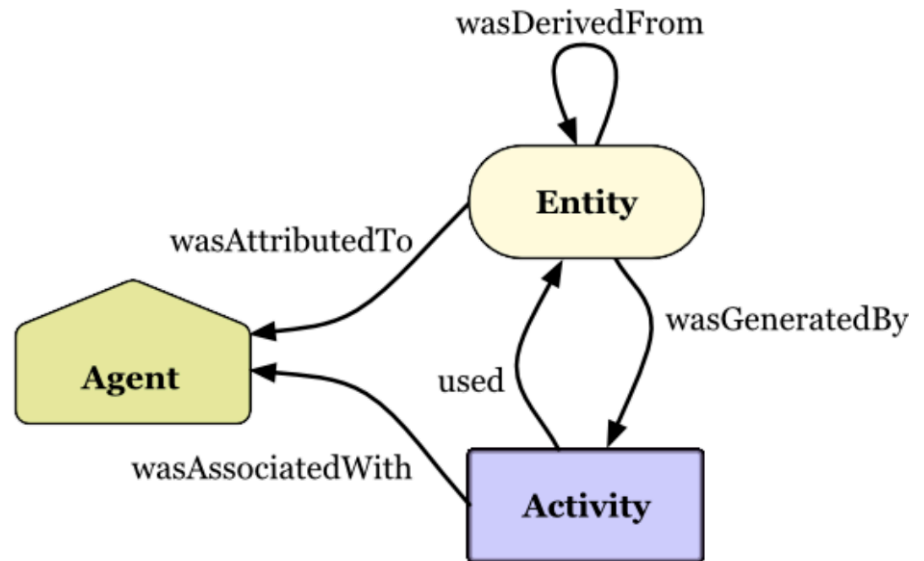 wasDerivedFrom
Entity
wasAttributedTo
wasGeneratedBy
Agent
used
wasAssociatedWith
Activity